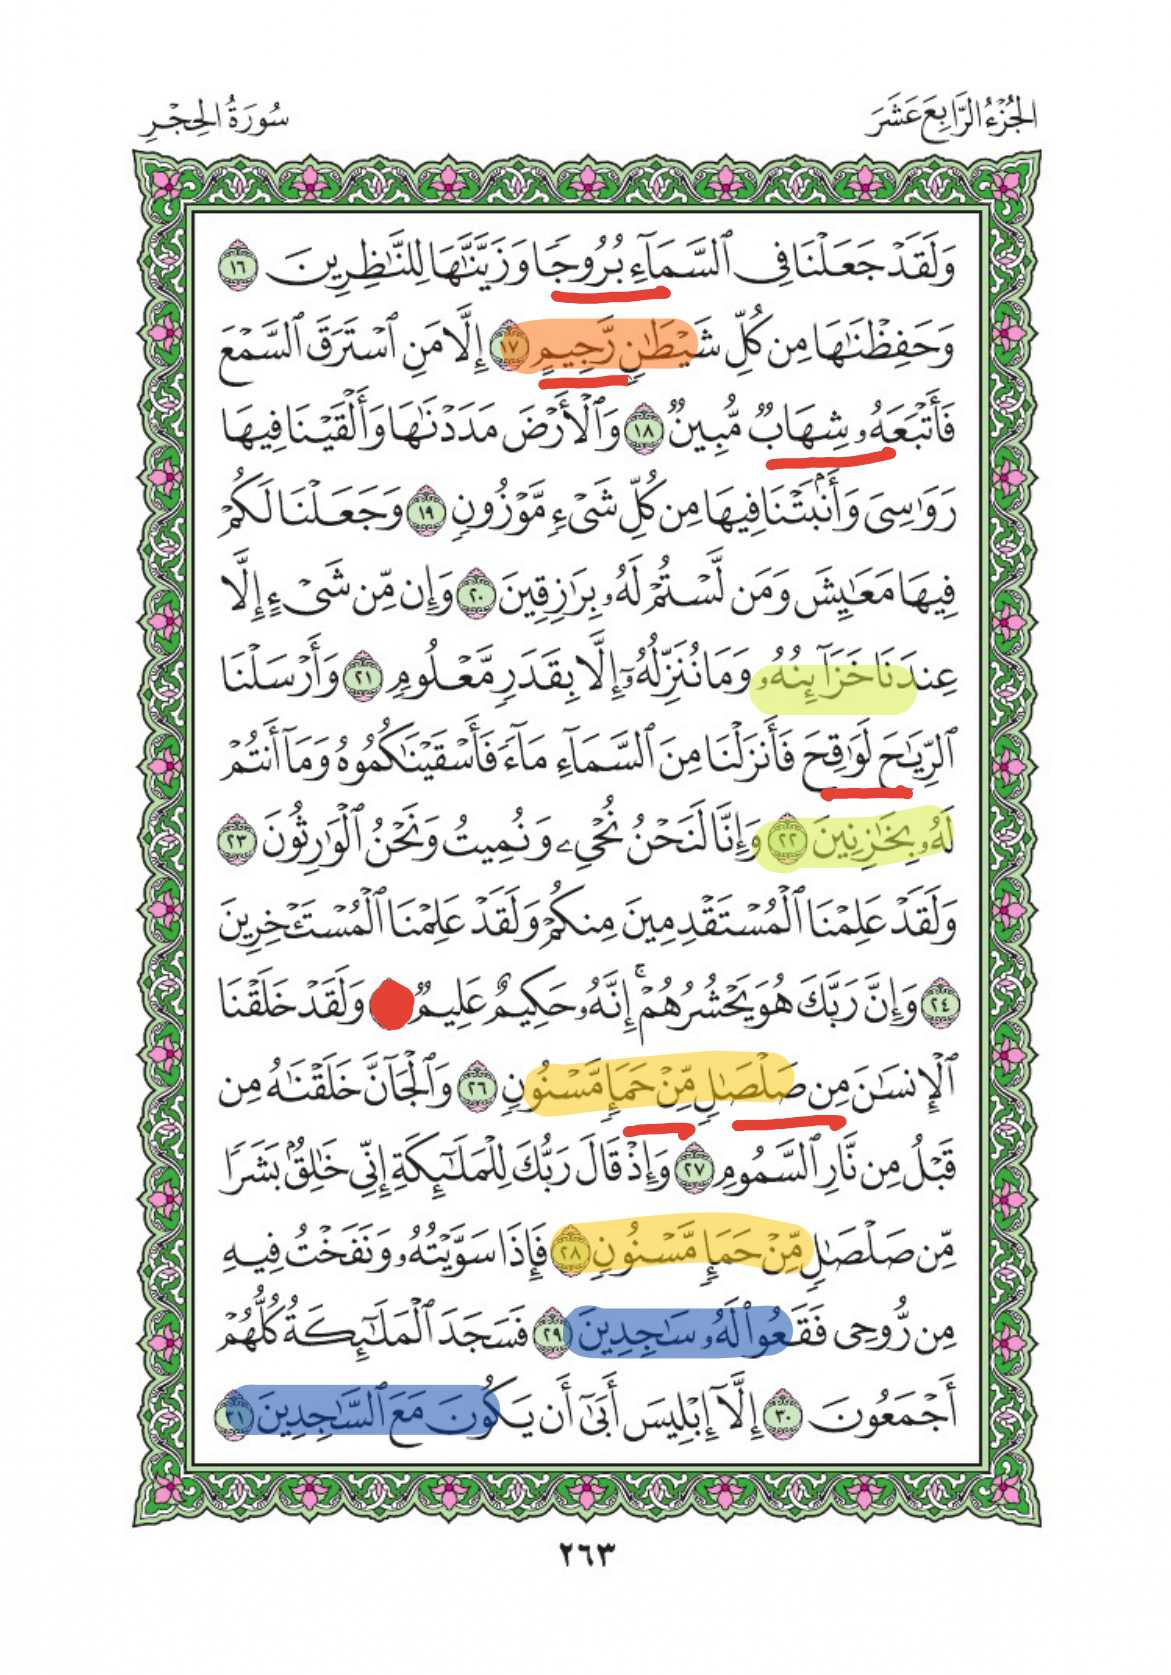 الجُزْءُ الرَّابِعَ عَشَرَ
سُورَةُ الحِجْرِ
وَلَقَدْ جَعَلْنَا فِى ٱلسَّمَآءِ بُرُوجًا وَزَيَّنَّٰهَا لِلنَّٰظِرِينَ ١٦
وَحَفِظْنَٰهَا مِن كُلِّ شَيْطَٰنٍ رَّجِيمٍ ١٧ إِلَّا مَنِ ٱسْتَرَقَ ٱلسَّمْعَ
فَأَتْبَعَهُۥ شِهَابٌ مُّبِينٌ ١٨ وَٱلْأَرْضَ مَدَدْنَٰهَا وَأَلْقَيْنَا فِيهَا
رَوَٰسِىَ وَأَنۢبَتْنَا فِيهَا مِن كُلِّ شَىْءٍ مَّوْزُونٍ ١٩ وَجَعَلْنَا لَكُمْ
فِيهَا مَعَٰيِشَ وَمَن لَّسْتُمْ لَهُۥ بِرَٰزِقِينَ ٢٠ وَإِن مِّن شَىْءٍ إِلَّا
عِندَنَا خَزَآئِنُهُۥ وَمَا نُنَزِّلُهُۥٓ إِلَّا بِقَدَرٍ مَّعْلُومٍ ٢١ وَأَرْسَلْنَا
ٱلرِّيَٰحَ لَوَٰقِحَ فَأَنزَلْنَا مِنَ ٱلسَّمَآءِ مَآءً فَأَسْقَيْنَٰكُمُوهُ وَمَآ أَنتُمْ
لَهُۥ بِخَٰزِنِينَ ٢٢ وَإِنَّا لَنَحْنُ نُحْىِۦ وَنُمِيتُ وَنَحْنُ ٱلْوَٰرِثُونَ ٢٣
وَلَقَدْ عَلِمْنَا ٱلْمُسْتَقْدِمِينَ مِنكُمْ وَلَقَدْ عَلِمْنَا ٱلْمُسْتَـْٔخِرِينَ
٢٤ وَإِنَّ رَبَّكَ هُوَ يَحْشُرُهُمْ ۚ إِنَّهُۥ حَكِيمٌ عَلِيمٌ وَلَقَدْ خَلَقْنَا
ٱلْإِنسَٰنَ مِن صَلْصَٰلٍ مِّنْ حَمَإٍ مَّسْنُونٍ ٢٦ وَٱلْجَآنَّ خَلَقْنَٰهُ مِن
قَبْلُ مِن نَّارِ ٱلسَّمُومِ ٢٧ وَإِذْ قَالَ رَبُّكَ لِلْمَلَٰٓئِكَةِ إِنِّى خَٰلِقٌۢ بَشَرًا
مِّن صَلْصَٰلٍ مِّنْ حَمَإٍ مَّسْنُونٍ ٢٨ فَإِذَا سَوَّيْتُهُۥ وَنَفَخْتُ فِيهِ
مِن رُّوحِى فَقَعُوا۟ لَهُۥ سَٰجِدِينَ ٢٩ فَسَجَدَ ٱلْمَلَٰٓئِكَةُ كُلُّهُمْ
أَجْمَعُونَ ٣٠ إِلَّآ إِبْلِيسَ أَبَىٰٓ أَن يَكُونَ مَعَ ٱلسَّٰجِدِينَ ٣١
٢٦٣